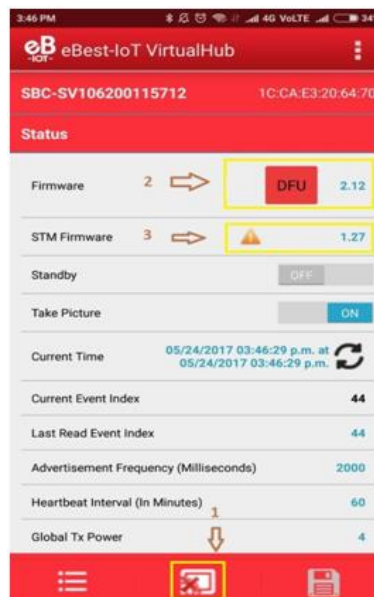 3:46 PM 4G VoLTE 34
eB -IOT- eBest-IoT VirtualHub
SBC-SV106200115712 1C:CA:E3:20:64:70
Status
Firmware 2 DFU 2.12
STM Firmware 3 1.27
Standby OFF
Take Picture ON
Current Time 05/24/2017 03:46:29 p.m. at
05/24/2017 03:46:29 p.m.
Current Event Index 44
Last Read Event Index 44
Advertisement Frequency (Milliseconds) 2000
Heartbeat Interval (In Minutes) 60
1
Global Tx Power 4